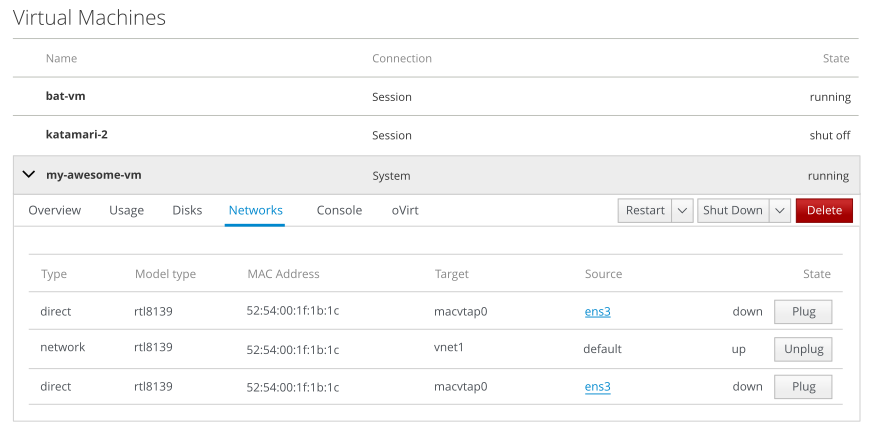 Virtual Machines
Name Connection State
bat-vm Session running
katamari-2 Session shut off
my-awesome-vm System running
Overview Usage Disks Networks Console oVirt Restart Shut Down Delete
Type Model type MAC Address Target Source State
direct rtl8139 52:54:00:1f:1b:1c macvtap0 ens3 down Plug
network rtl8139 52:54:00:1f:1b:1c vnet1 default up Unplug
direct rtl8139 52:54:00:1f:1b:1c macvtap0 ens3 down Plug